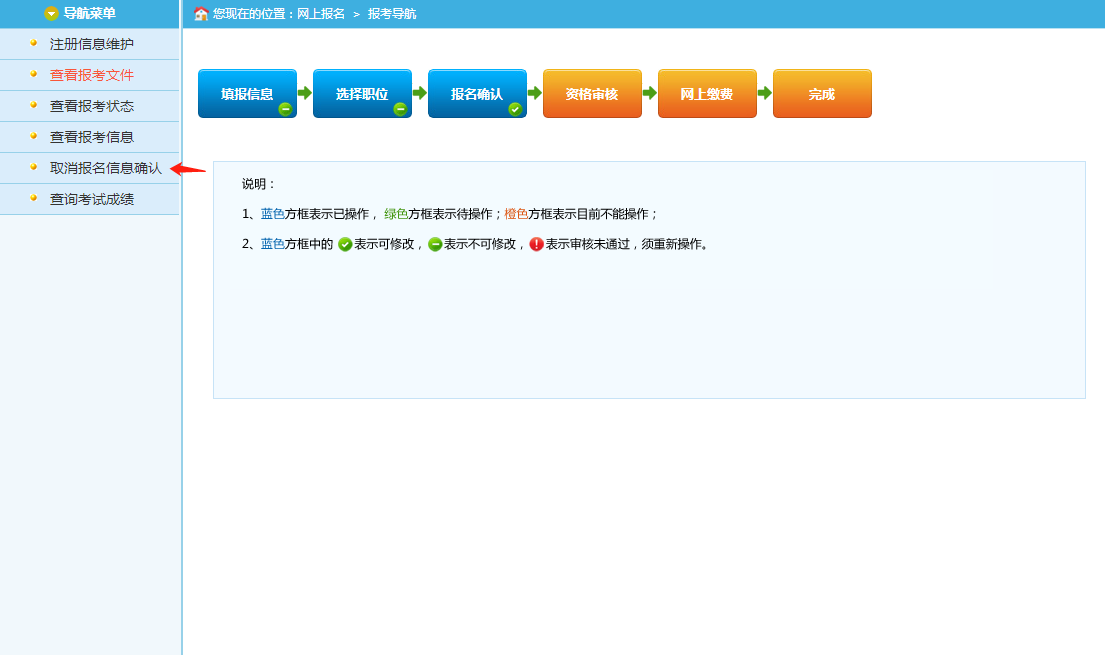 导航菜单
您现在的位置：网上报名 > 报考导航
注册信息维护
查看报考文件
查看报考状态
查看报考信息
取消报名信息确认
查询考试成绩
填报信息
选择职位
报名确认
资格审核
网上缴费
完成
说明：
1、蓝色方框表示已操作， 绿色方框表示待操作；橙色方框表示目前不能操作；
2、蓝色方框中的 表示可修改， 表示不可修改， 表示审核未通过，须重新操作。